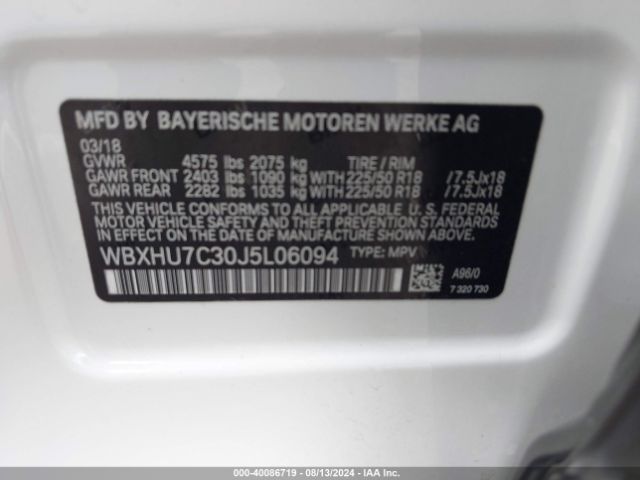 MFD BY BAYERISCHE MOTOREN WERKE AG
03/18
GVWR 4575 lbs 2075 kg TIRE / RIM
GAWR FRONT 2403 lbs 1090 kg WITH 225/50 R18 /7.5Jx18
GAWR REAR 2282 lbs 1035 kg WITH 225/50 R18 /7.5Jx18
THIS VEHICLE CONFORMS TO ALL APPLICABLE U. S. FEDERAL
MOTOR VEHICLE SAFETY AND THEFT PREVENTION STANDARDS
IN EFFECT ON THE DATE OF MANUFACTURE SHOWN ABOVE.
WBXHU7C30J5L06094 TYPE: MPV
A96/0
7 320 730
000-40086719 - 08/13/2024 - IAAI.COM